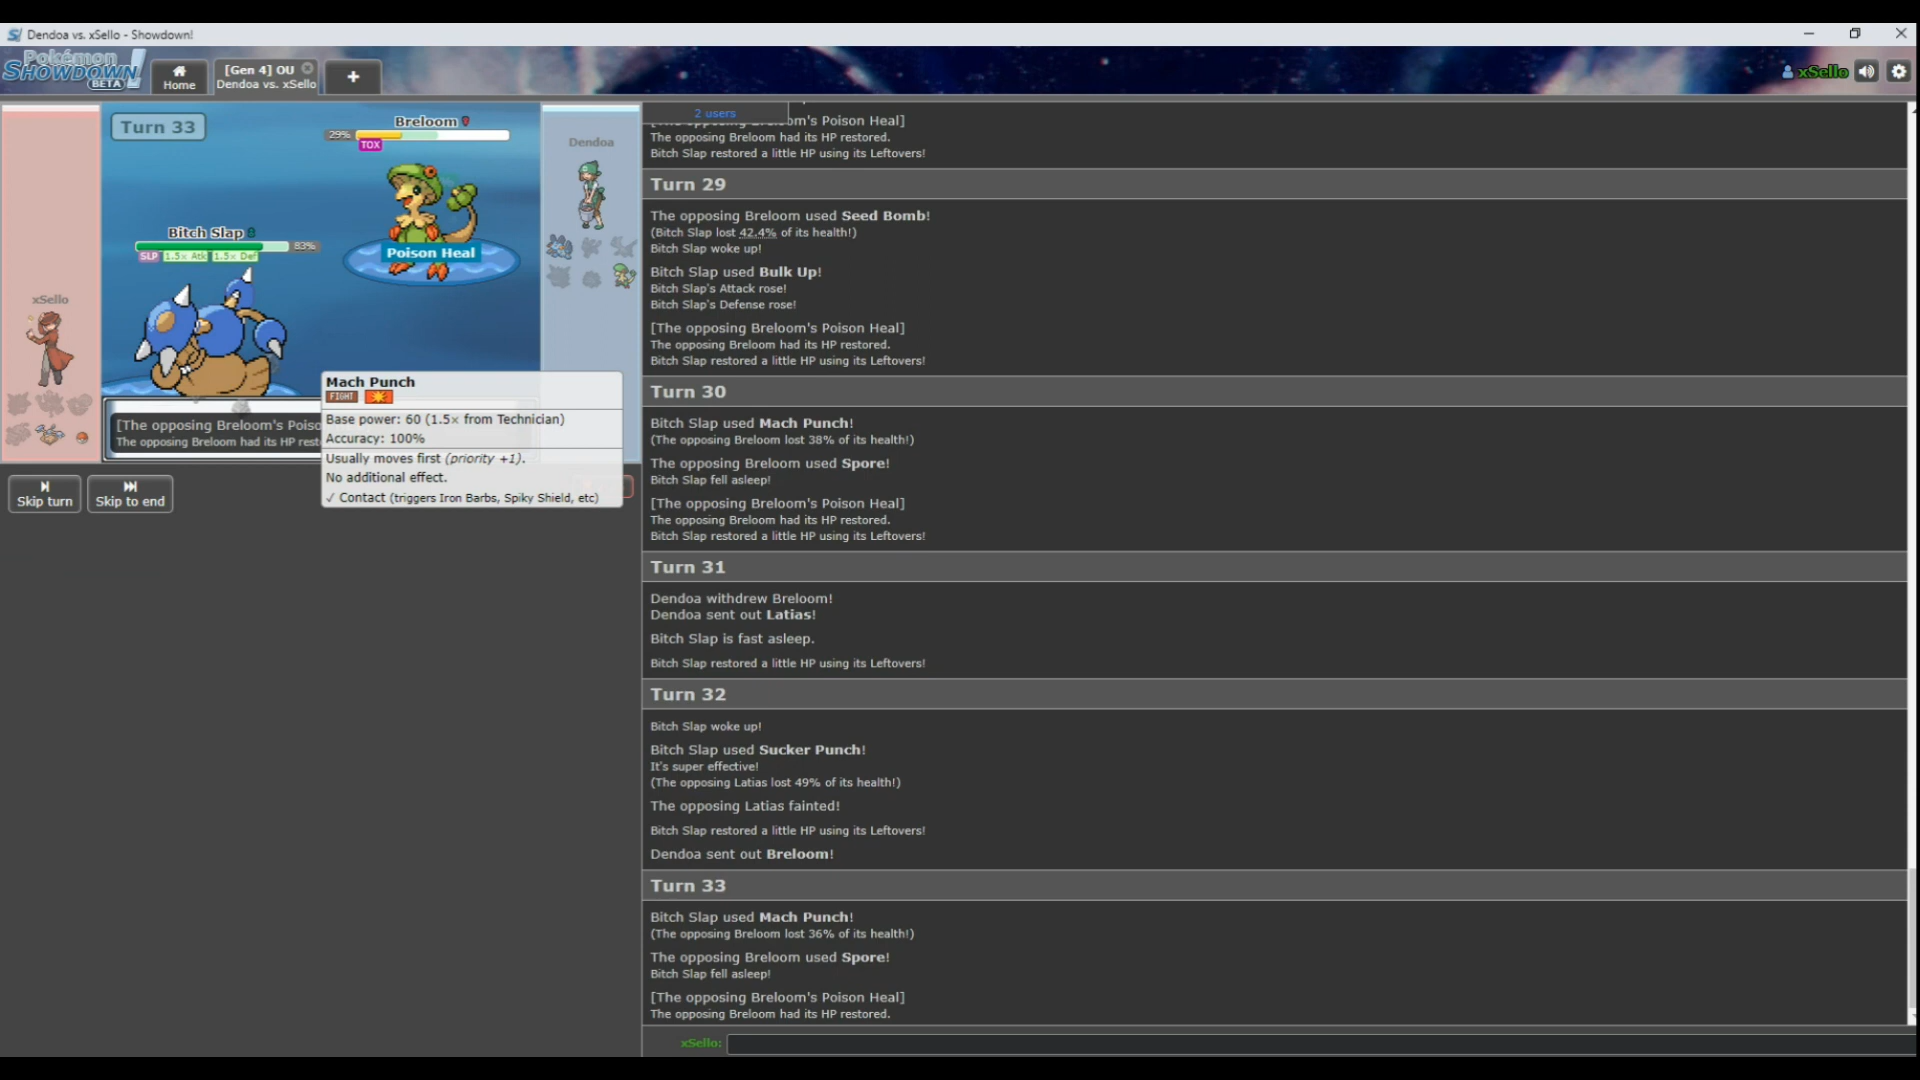 Dendoa vs. xSello - Showdown!
Pokémon
SHOWDOWN!
BETA
Home
[Gen 4] OU
Dendoa vs. xSello
+
xSello
Turn 33
Breloom
29%
TOX
Bitch Slap
83%
SLP 1.5× Atk 1.5× Def
Poison Heal
Dendoa
xSello
[The opposing Breloom's Poiso
The opposing Breloom had its HP rest
Mach Punch
FIGHT
Base power: 60 (1.5× from Technician)
Accuracy: 100%
Usually moves first (priority +1).
No additional effect.
✓ Contact (triggers Iron Barbs, Spiky Shield, etc)
Skip turn
Skip to end
2 users
om's Poison Heal]
The opposing Breloom had its HP restored.
Bitch Slap restored a little HP using its Leftovers!
Turn 29
The opposing Breloom used Seed Bomb!
(Bitch Slap lost 42.4% of its health!)
Bitch Slap woke up!
Bitch Slap used Bulk Up!
Bitch Slap's Attack rose!
Bitch Slap's Defense rose!
[The opposing Breloom's Poison Heal]
The opposing Breloom had its HP restored.
Bitch Slap restored a little HP using its Leftovers!
Turn 30
Bitch Slap used Mach Punch!
(The opposing Breloom lost 38% of its health!)
The opposing Breloom used Spore!
Bitch Slap fell asleep!
[The opposing Breloom's Poison Heal]
The opposing Breloom had its HP restored.
Bitch Slap restored a little HP using its Leftovers!
Turn 31
Dendoa withdrew Breloom!
Dendoa sent out Latias!
Bitch Slap is fast asleep.
Bitch Slap restored a little HP using its Leftovers!
Turn 32
Bitch Slap woke up!
Bitch Slap used Sucker Punch!
It's super effective!
(The opposing Latias lost 49% of its health!)
The opposing Latias fainted!
Bitch Slap restored a little HP using its Leftovers!
Dendoa sent out Breloom!
Turn 33
Bitch Slap used Mach Punch!
(The opposing Breloom lost 36% of its health!)
The opposing Breloom used Spore!
Bitch Slap fell asleep!
[The opposing Breloom's Poison Heal]
The opposing Breloom had its HP restored.
xSello: